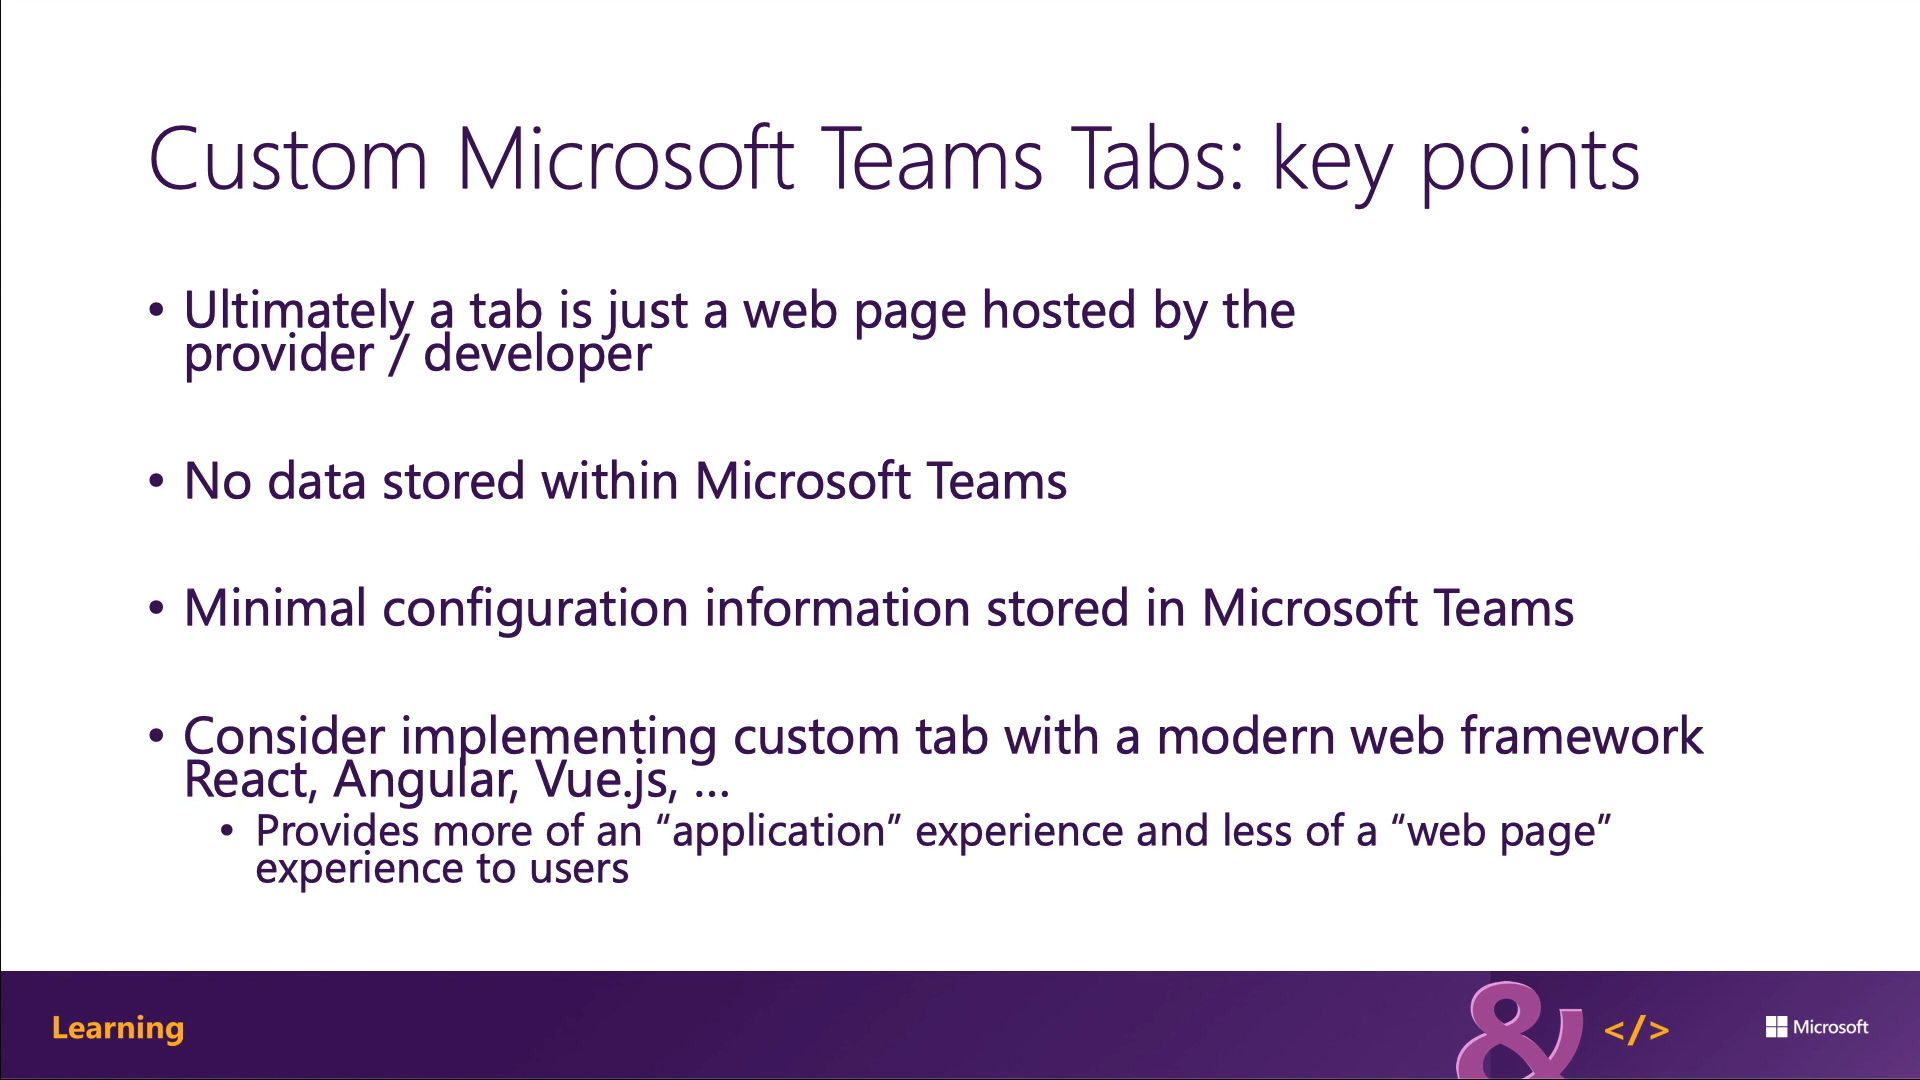 Custom Microsoft Teams Tabs: key points
• Ultimately a tab is just a web page hosted by the
provider / developer
• No data stored within Microsoft Teams
• Minimal configuration information stored in Microsoft Teams
• Consider implementing custom tab with a modern web framework
React, Angular, Vue.js, ...
• Provides more of an “application” experience and less of a “web page”
experience to users
Learning
& </>
Microsoft